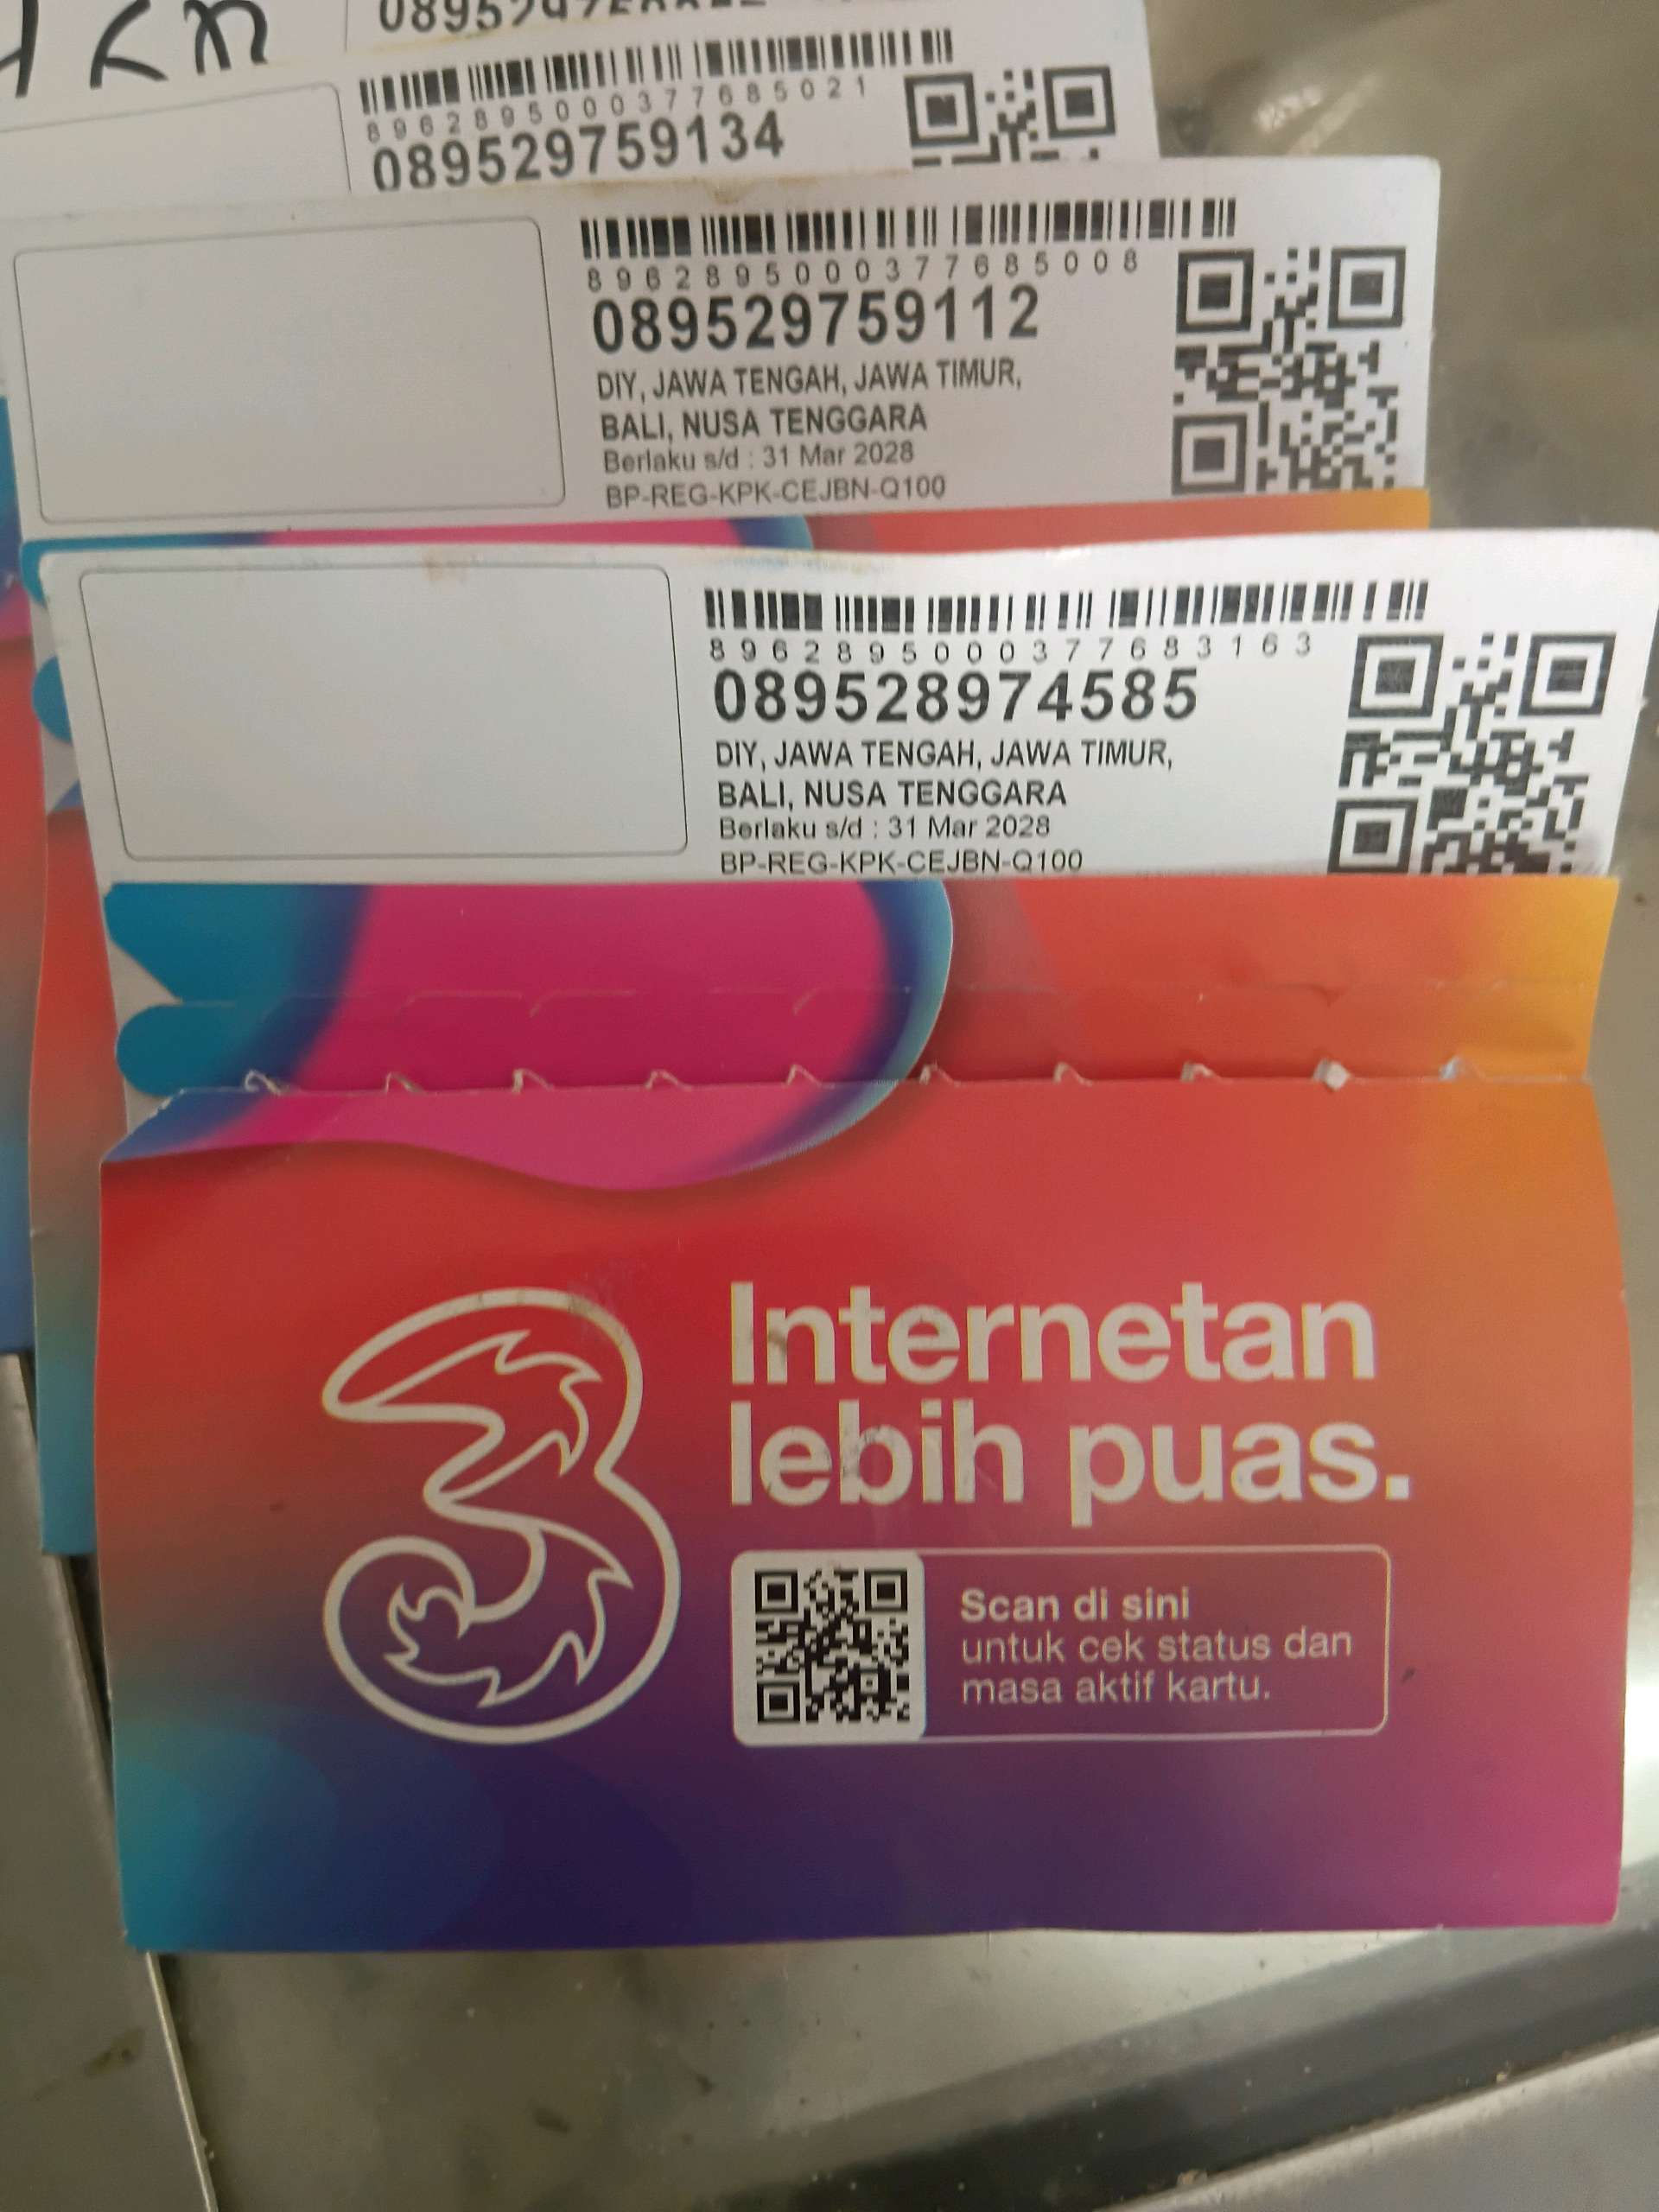 8962895000377685021
089529759134
8962895000377685008
089529759112
DIY, JAWA TENGAH, JAWA TIMUR,
BALI, NUSA TENGGARA
Berlaku s/d : 31 Mar 2028
BP-REG-KPK-CEJBN-Q100
8962895000377683163
089528974585
DIY, JAWA TENGAH, JAWA TIMUR,
BALI, NUSA TENGGARA
Berlaku s/d : 31 Mar 2028
BP-REG-KPK-CEJBN-Q100
3
Internetan
lebih puas.
Scan di sini
untuk cek status dan
masa aktif kartu.